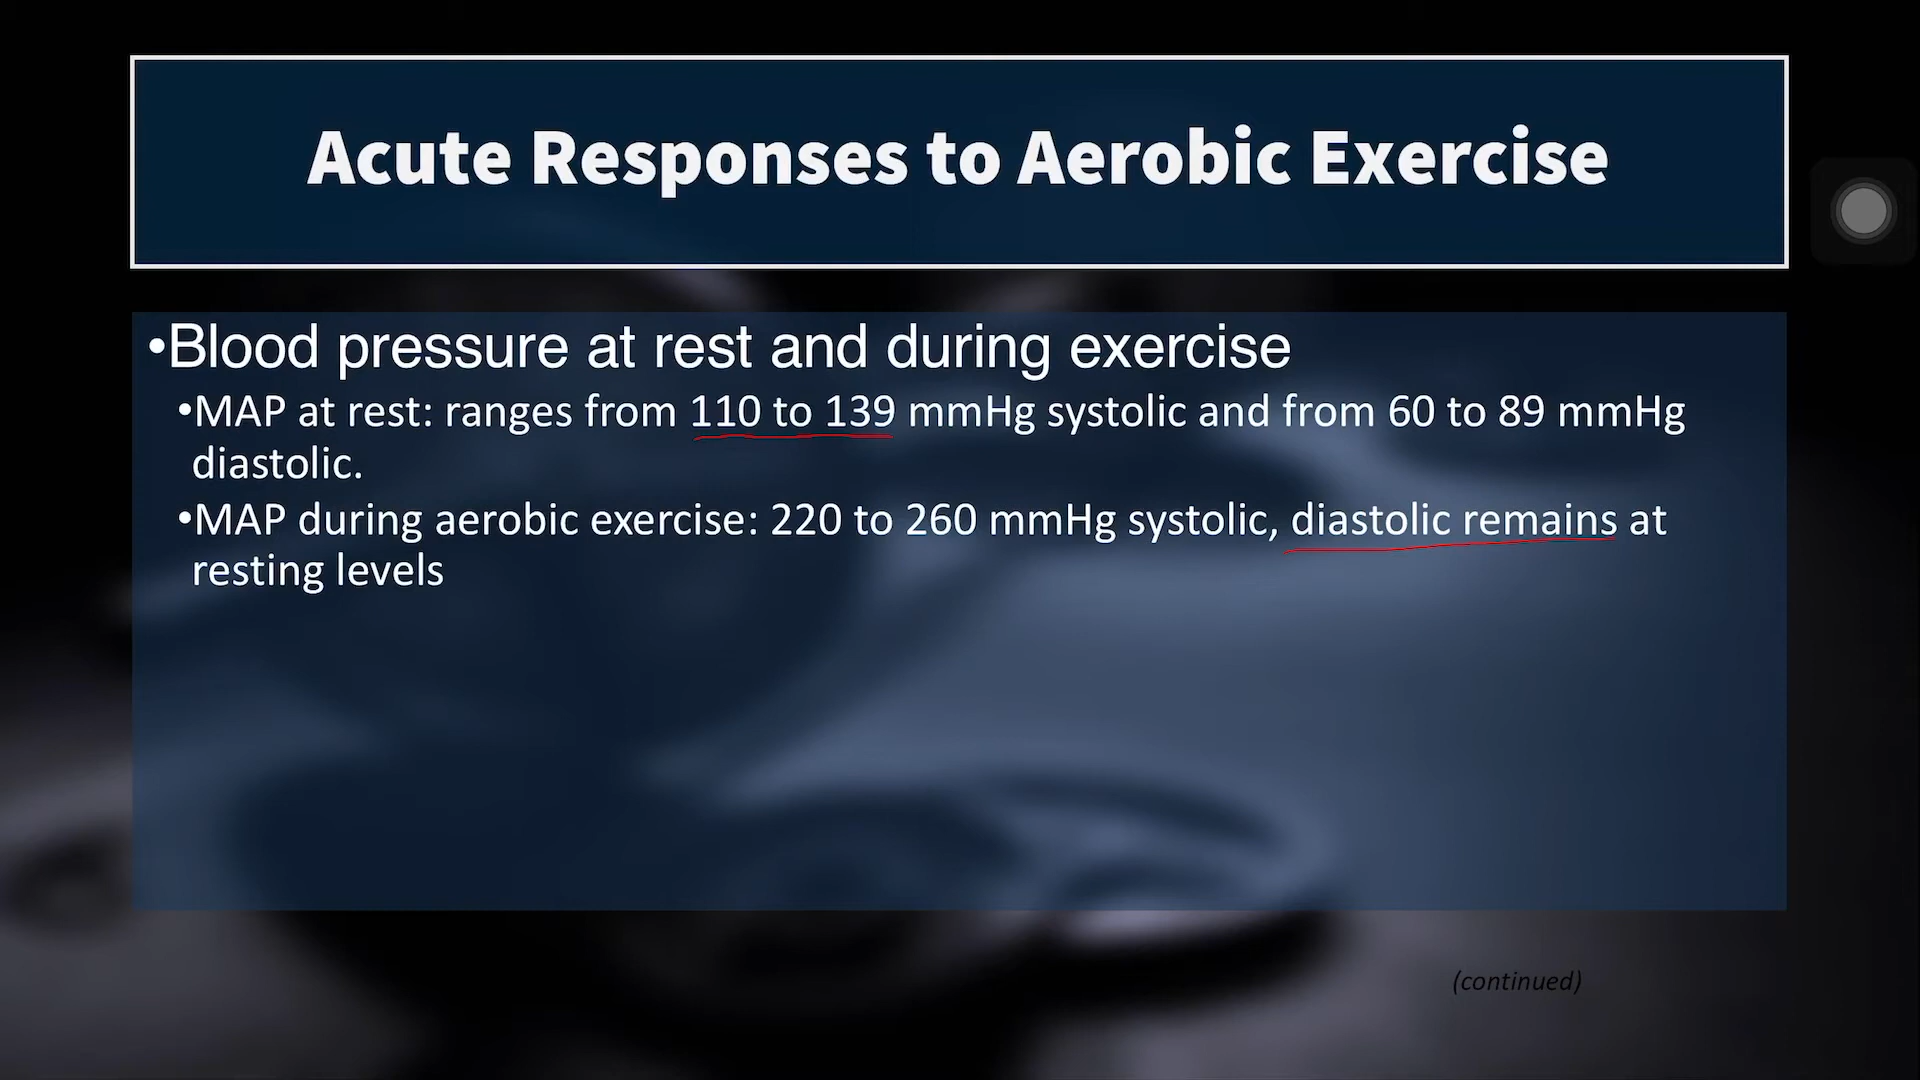 Acute Responses to Aerobic Exercise
•Blood pressure at rest and during exercise
•MAP at rest: ranges from 110 to 139 mmHg systolic and from 60 to 89 mmHg
diastolic.
•MAP during aerobic exercise: 220 to 260 mmHg systolic, diastolic remains at
resting levels
(continued)